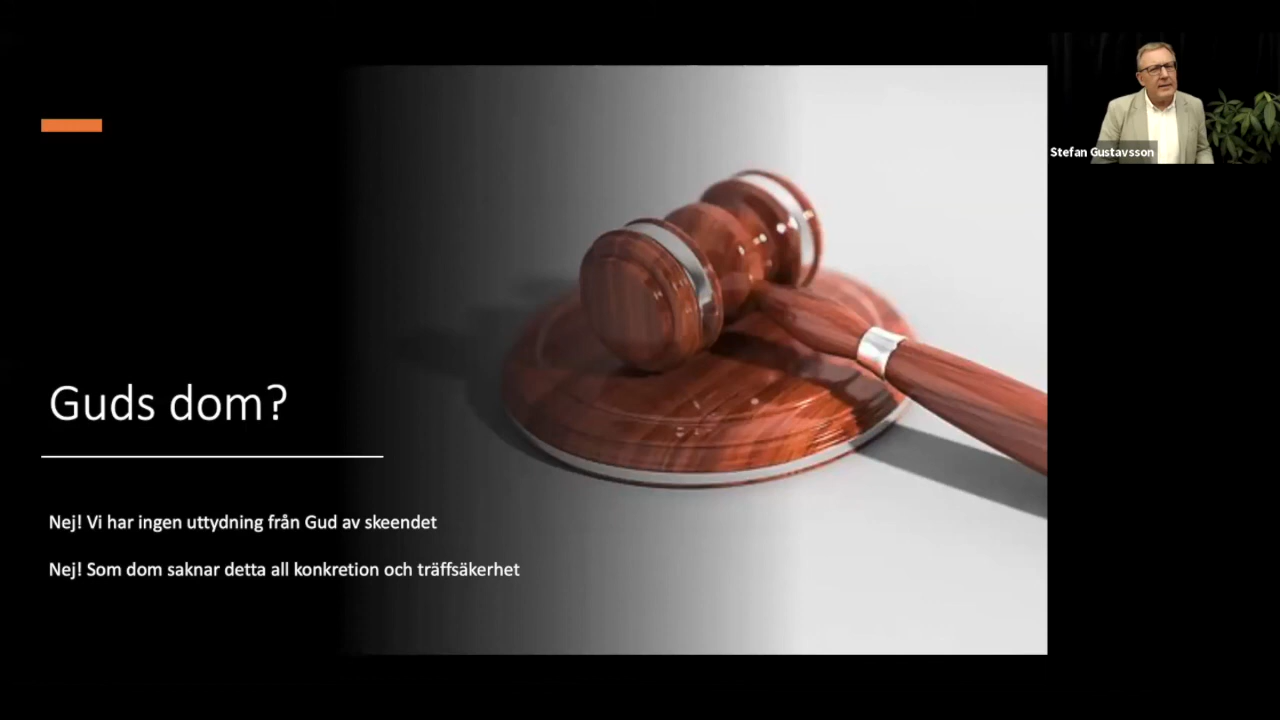 Stefan Gustavsson
Guds dom?
Nej! Vi har ingen uttydning från Gud av skeendet
Nej! Som dom saknar detta all konkretion och träffsäkerhet